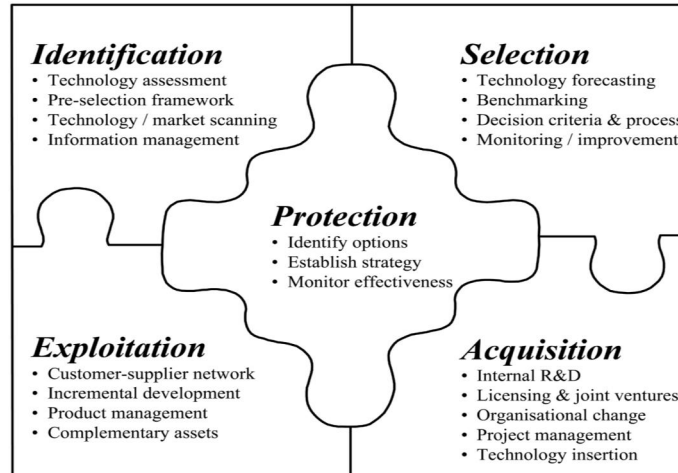 Identification
• Technology assessment
• Pre-selection framework
• Technology / market scanning
• Information management
Selection
• Technology forecasting
• Benchmarking
• Decision criteria & process
• Monitoring / improvement
Protection
• Identify options
• Establish strategy
• Monitor effectiveness
Exploitation
• Customer-supplier network
• Incremental development
• Product management
• Complementary assets
Acquisition
• Internal R&D
• Licensing & joint ventures
• Organisational change
• Project management
• Technology insertion